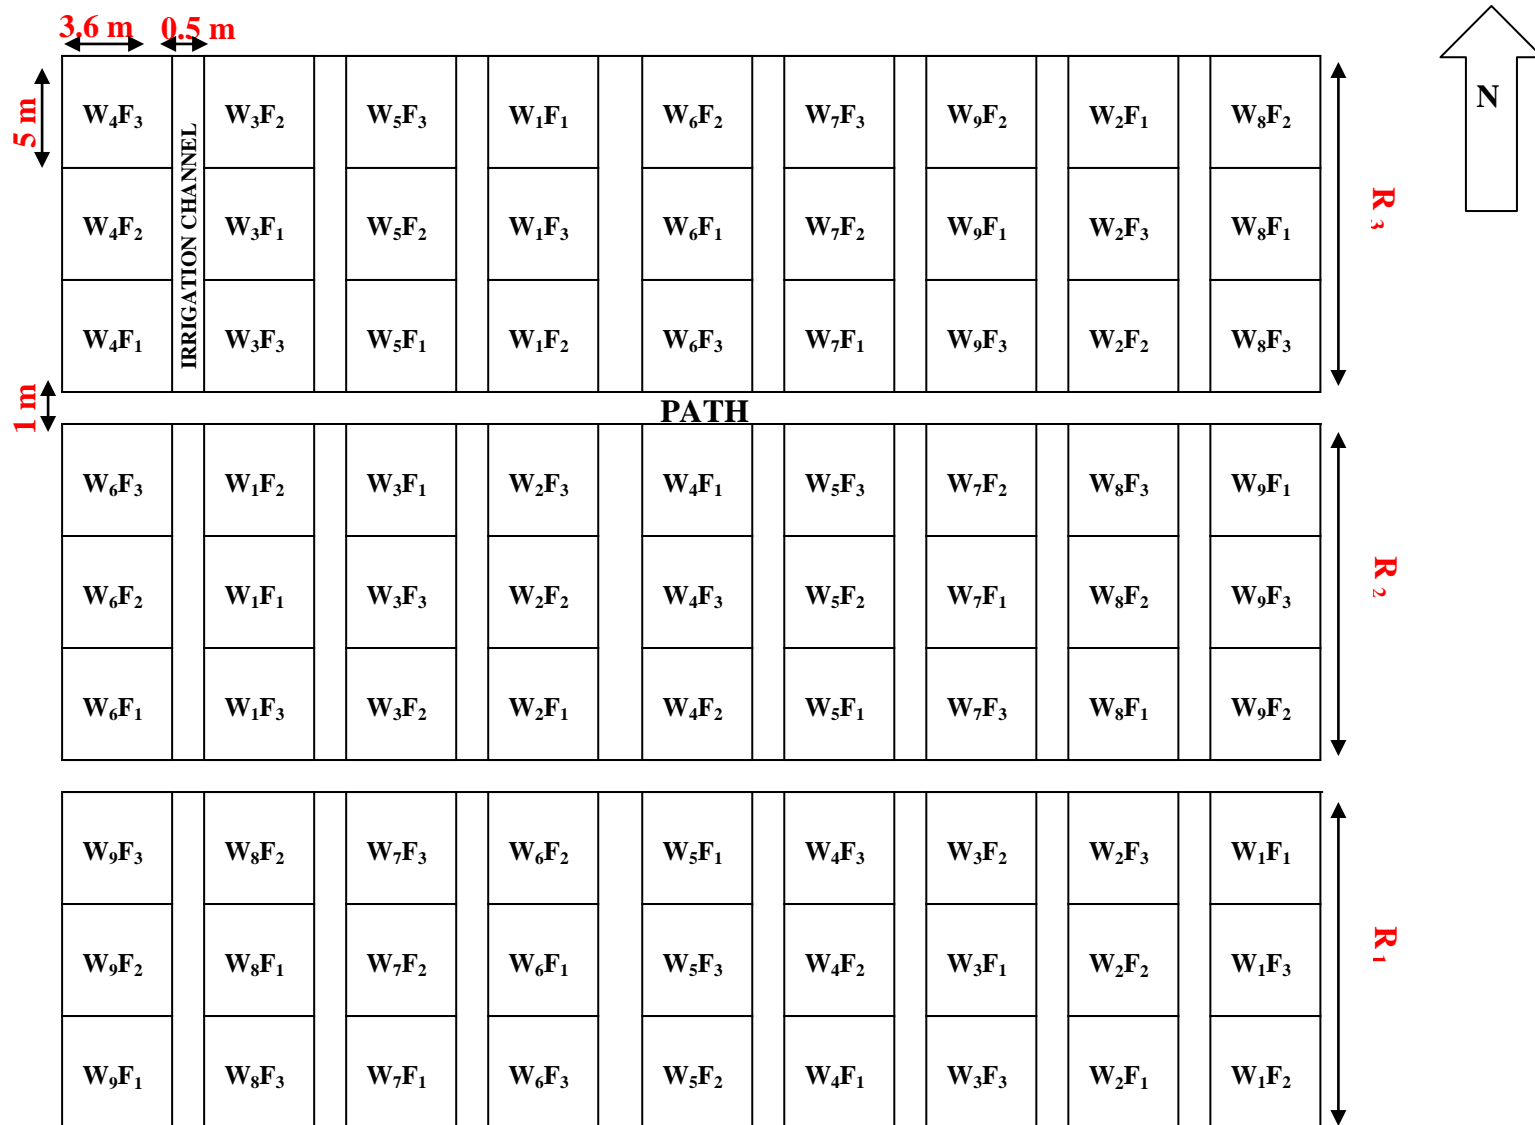 3.6 m 0.5 m
N
5 m
W₄F₃ W₃F₂ W₅F₃ W₁F₁ W₆F₂ W₇F₃ W₉F₂ W₂F₁ W₈F₂
IRRIGATION CHANNEL
R 3
W₄F₂ W₃F₁ W₅F₂ W₁F₃ W₆F₁ W₇F₂ W₉F₁ W₂F₃ W₈F₁
W₄F₁ W₃F₃ W₅F₁ W₁F₂ W₆F₃ W₇F₁ W₉F₃ W₂F₂ W₈F₃
1 m
PATH
W₆F₃ W₁F₂ W₃F₁ W₂F₃ W₄F₁ W₅F₃ W₇F₂ W₈F₃ W₉F₁
R 2
W₆F₂ W₁F₁ W₃F₃ W₂F₂ W₄F₃ W₅F₂ W₇F₁ W₈F₂ W₉F₃
W₆F₁ W₁F₃ W₃F₂ W₂F₁ W₄F₂ W₅F₁ W₇F₃ W₈F₁ W₉F₂
W₉F₃ W₈F₂ W₇F₃ W₆F₂ W₅F₁ W₄F₃ W₃F₂ W₂F₃ W₁F₁
R 1
W₉F₂ W₈F₁ W₇F₂ W₆F₁ W₅F₃ W₄F₂ W₃F₁ W₂F₂ W₁F₃
W₉F₁ W₈F₃ W₇F₁ W₆F₃ W₅F₂ W₄F₁ W₃F₃ W₂F₁ W₁F₂